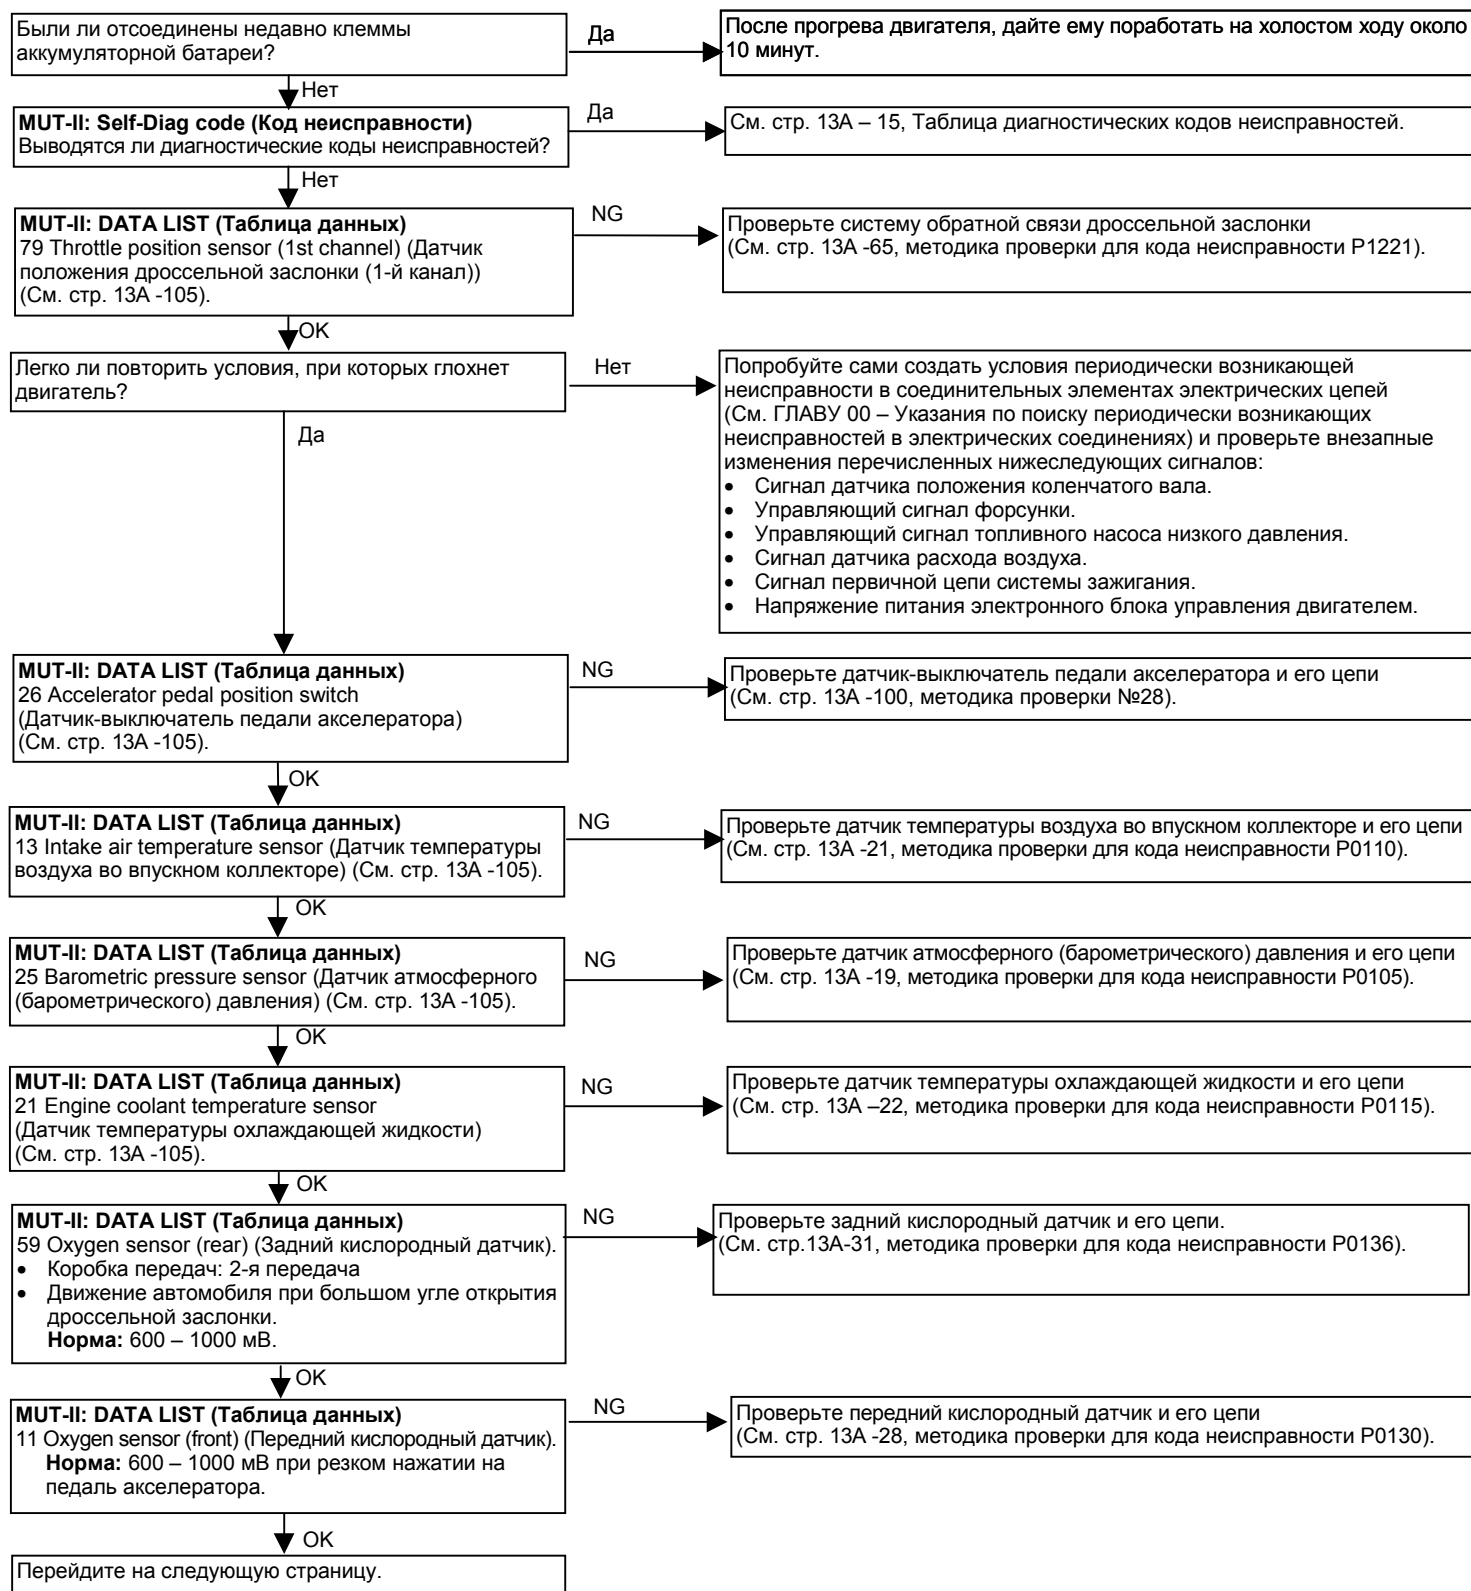 Были ли отсоединены недавно клеммы
аккумуляторной батареи?
Да
После прогрева двигателя, дайте ему поработать на холостом ходу около
10 минут.
Нет
MUT-II: Self-Diag code (Код неисправности)
Выводятся ли диагностические коды неисправностей?
Да
См. стр. 13А – 15, Таблица диагностических кодов неисправностей.
Нет
MUT-II: DATA LIST (Таблица данных)
79 Throttle position sensor (1st channel) (Датчик
положения дроссельной заслонки (1-й канал))
(См. стр. 13А -105).
NG
Проверьте систему обратной связи дроссельной заслонки
(См. стр. 13А -65, методика проверки для кода неисправности Р1221).
OK
Легко ли повторить условия, при которых глохнет
двигатель?
Нет
Попробуйте сами создать условия периодически возникающей
неисправности в соединительных элементах электрических цепей
(См. ГЛАВУ 00 – Указания по поиску периодически возникающих
неисправностей в электрических соединениях) и проверьте внезапные
изменения перечисленных нижеследующих сигналов:
• Сигнал датчика положения коленчатого вала.
• Управляющий сигнал форсунки.
• Управляющий сигнал топливного насоса низкого давления.
• Сигнал датчика расхода воздуха.
• Сигнал первичной цепи системы зажигания.
• Напряжение питания электронного блока управления двигателем.
Да
MUT-II: DATA LIST (Таблица данных)
26 Accelerator pedal position switch
(Датчик-выключатель педали акселератора)
(См. стр. 13А -105).
NG
Проверьте датчик-выключатель педали акселератора и его цепи
(См. стр. 13А -100, методика проверки №28).
OK
MUT-II: DATA LIST (Таблица данных)
13 Intake air temperature sensor (Датчик температуры
воздуха во впускном коллекторе) (См. стр. 13А -105).
NG
Проверьте датчик температуры воздуха во впускном коллекторе и его цепи
(См. стр. 13А -21, методика проверки для кода неисправности Р0110).
OK
MUT-II: DATA LIST (Таблица данных)
25 Barometric pressure sensor (Датчик атмосферного
(барометрического) давления) (См. стр. 13А -105).
NG
Проверьте датчик атмосферного (барометрического) давления и его цепи
(См. стр. 13А -19, методика проверки для кода неисправности Р0105).
OK
MUT-II: DATA LIST (Таблица данных)
21 Engine coolant temperature sensor
(Датчик температуры охлаждающей жидкости)
(См. стр. 13А -105).
NG
Проверьте датчик температуры охлаждающей жидкости и его цепи
(См. стр. 13А –22, методика проверки для кода неисправности Р0115).
OK
MUT-II: DATA LIST (Таблица данных)
59 Oxygen sensor (rear) (Задний кислородный датчик).
• Коробка передач: 2-я передача
• Движение автомобиля при большом угле открытия
дроссельной заслонки.
Норма: 600 – 1000 мВ.
NG
Проверьте задний кислородный датчик и его цепи.
(См. стр.13А-31, методика проверки для кода неисправности Р0136).
OK
MUT-II: DATA LIST (Таблица данных)
11 Oxygen sensor (front) (Передний кислородный датчик).
Норма: 600 – 1000 мВ при резком нажатии на
педаль акселератора.
NG
Проверьте передний кислородный датчик и его цепи
(См. стр. 13А -28, методика проверки для кода неисправности Р0130).
OK
Перейдите на следующую страницу.